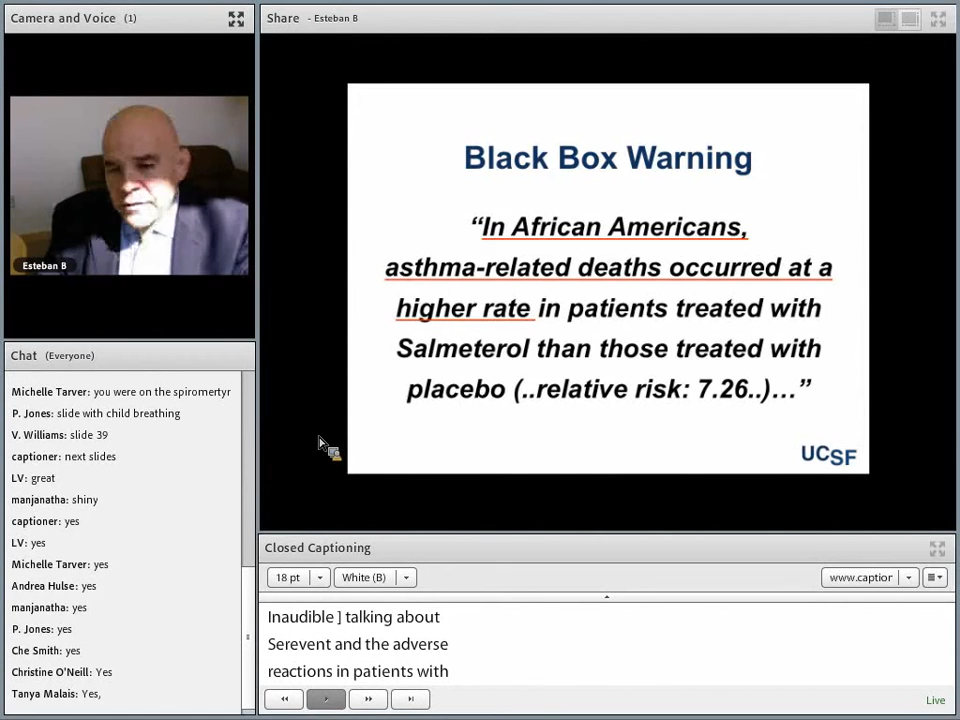 Camera and Voice (1)
Esteban B
Chat (Everyone)
Michelle Tarver: you were on the spiromertyr
P. Jones: slide with child breathing
V. Williams: slide 39
captioner: next slides
LV: great
manjanatha: shiny
captioner: yes
LV: yes
Michelle Tarver: yes
Andrea Hulse: yes
manjanatha: yes
P. Jones: yes
Che Smith: yes
Christine O'Neill: Yes
Tanya Malais: Yes,
Share - Esteban B
Black Box Warning
“In African Americans,
asthma-related deaths occurred at a
higher rate in patients treated with
Salmeterol than those treated with
placebo (..relative risk: 7.26..)…”
UCSF
Closed Captioning
18 pt
White (B)
www.caption
Inaudible ] talking about
Serevent and the adverse
reactions in patients with
Live